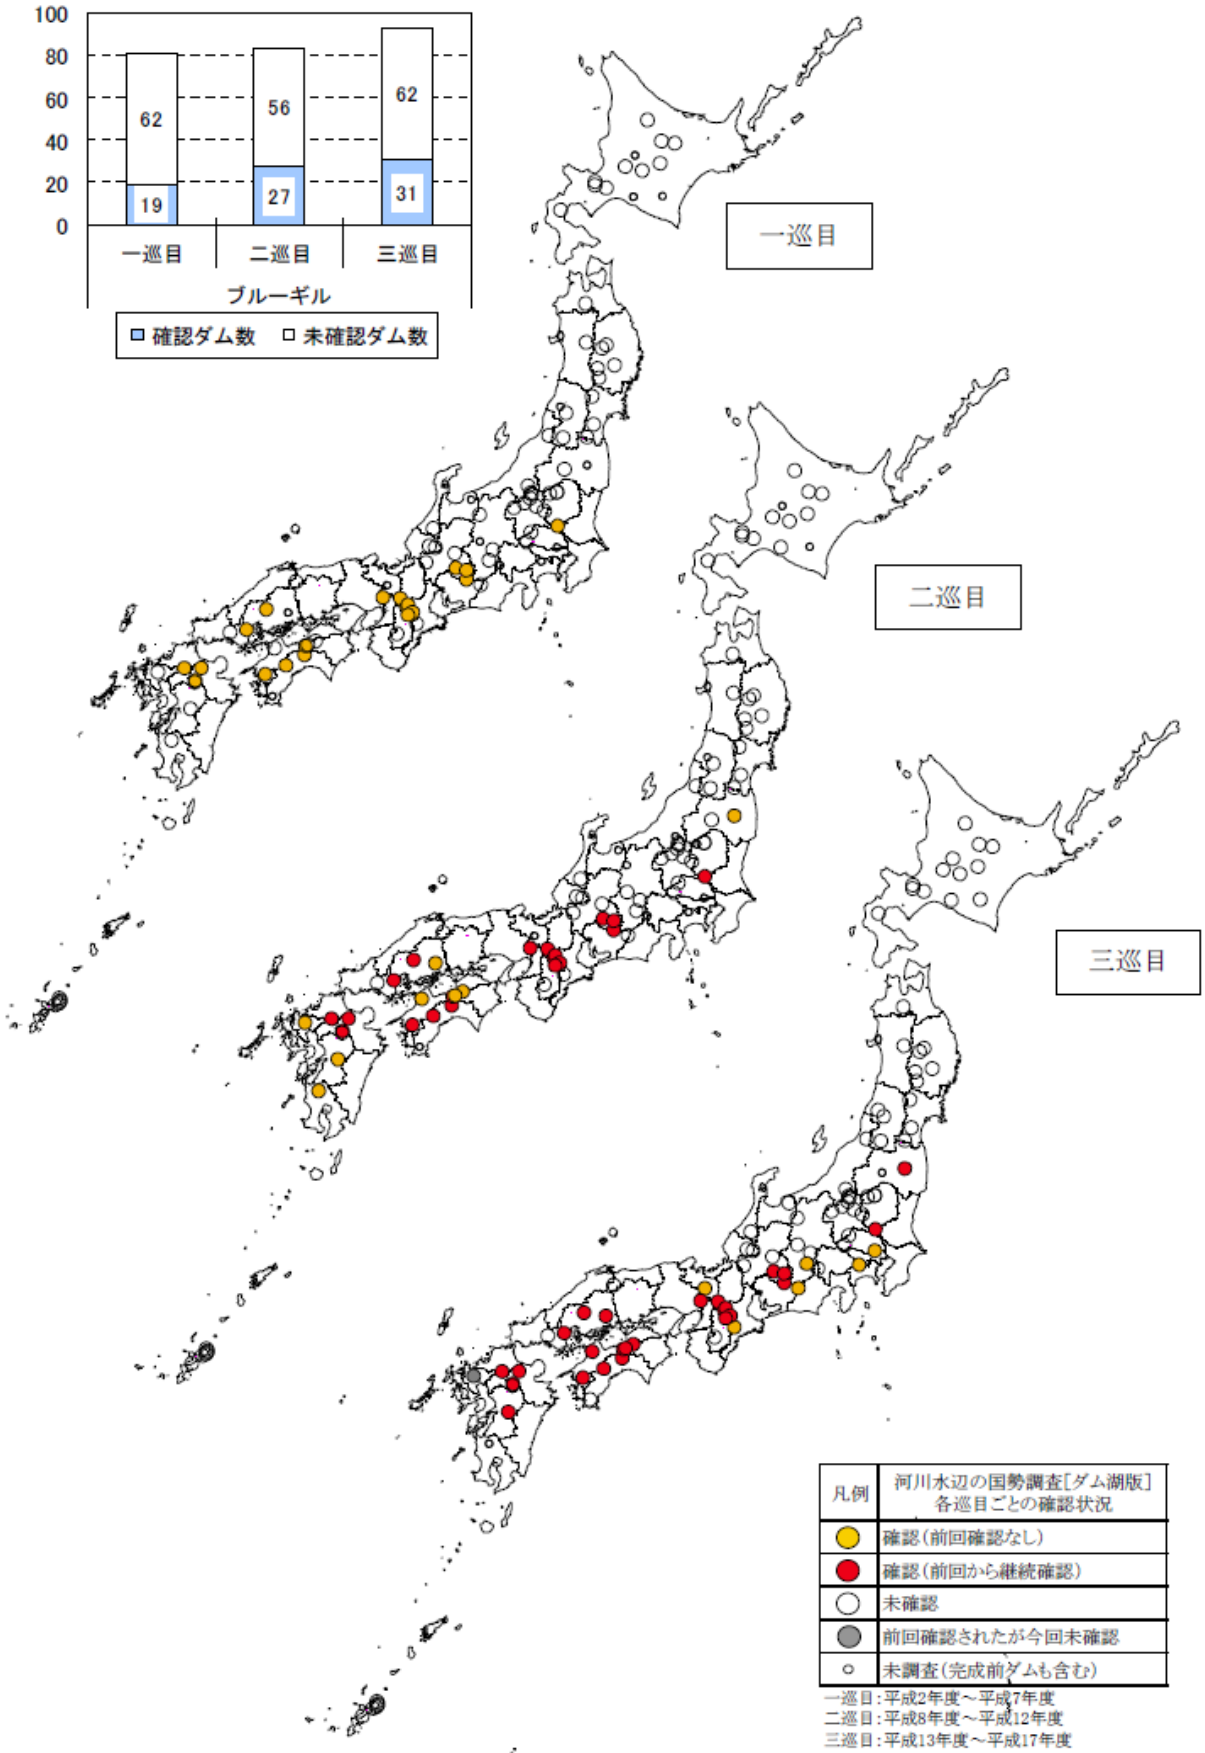 100
80
60
40
20
0
62
19
56
27
62
31
一巡目
二巡目
三巡目
ブルーギル
確認ダム数
未確認ダム数
一巡目
二巡目
三巡目
凡例
河川水辺の国勢調査[ダム湖版]
各巡目ごとの確認状況
確認(前回確認なし)
確認(前回から継続確認)
未確認
前回確認されたが今回未確認
未調査(完成前ダムも含む)
一巡目:平成2年度～平成7年度
二巡目:平成8年度～平成12年度
三巡目:平成13年度～平成17年度